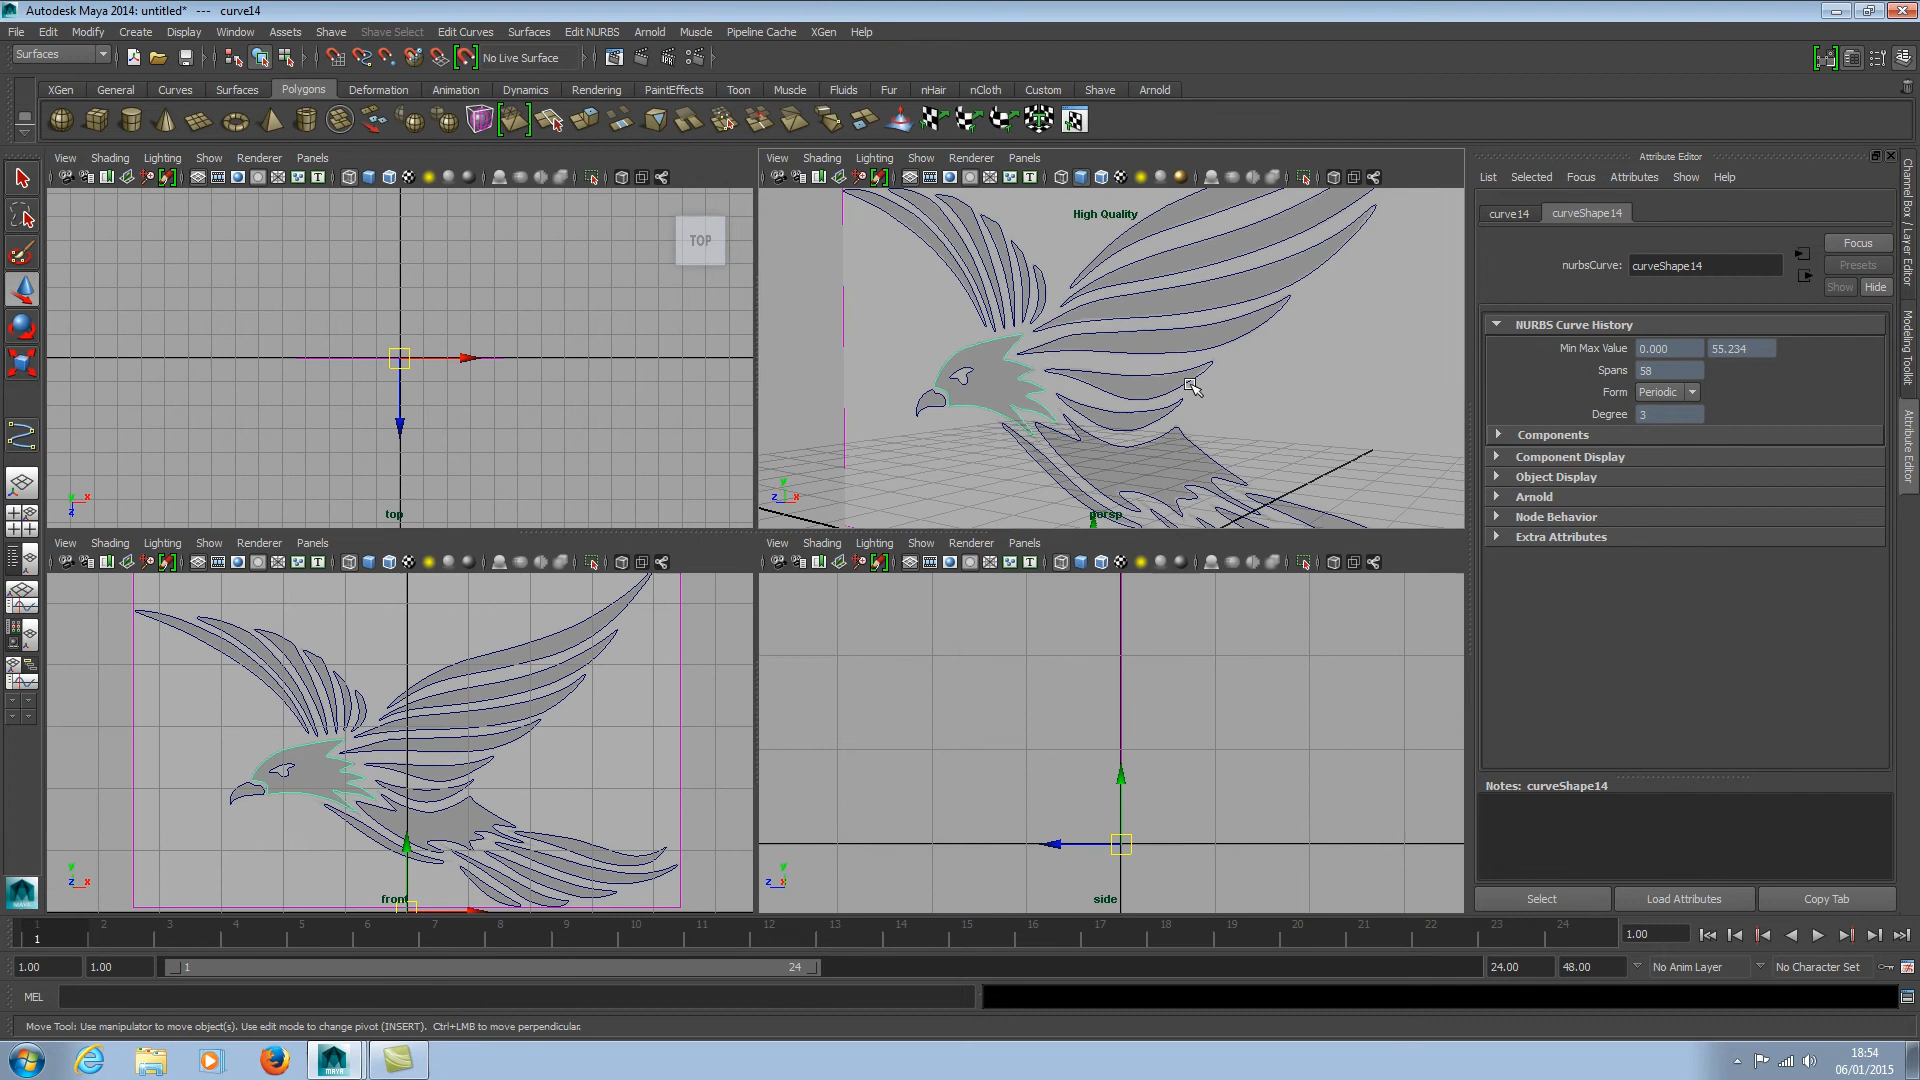 Autodesk Maya 2014: untitled* --- curve14
File Edit Modify Create Display Window Assets Shave Shave Select Edit Curves Surfaces Edit NURBS Arnold Muscle Pipeline Cache XGen Help
Surfaces No Live Surface
XGen General Curves Surfaces Polygons Deformation Animation Dynamics Rendering PaintEffects Toon Muscle Fluids Fur nHair nCloth Custom Shave Arnold
View Shading Lighting Show Renderer Panels
TOP
top
View Shading Lighting Show Renderer Panels
High Quality
persp
View Shading Lighting Show Renderer Panels
front
View Shading Lighting Show Renderer Panels
side
Attribute Editor
List Selected Focus Attributes Show Help
curve14 curveShape14
Focus
nurbsCurve: curveShape14 Presets
Show Hide
NURBS Curve History
Min Max Value 0.000 55.234
Spans 58
Form Periodic
Degree 3
Components
Component Display
Object Display
Arnold
Node Behavior
Extra Attributes
Notes: curveShape14
Select Load Attributes Copy Tab
Channel Box / Layer Editor
Modeling Toolkit
Attribute Editor
1 2 3 4 5 6 7 8 9 10 11 12 13 14 15 16 17 18 19 20 21 22 23 24
1
1.00
1.00 1.00 1 24 24.00 48.00 No Anim Layer No Character Set
MEL
Move Tool: Use manipulator to move object(s). Use edit mode to change pivot (INSERT). Ctrl+LMB to move perpendicular.
18:54
06/01/2015